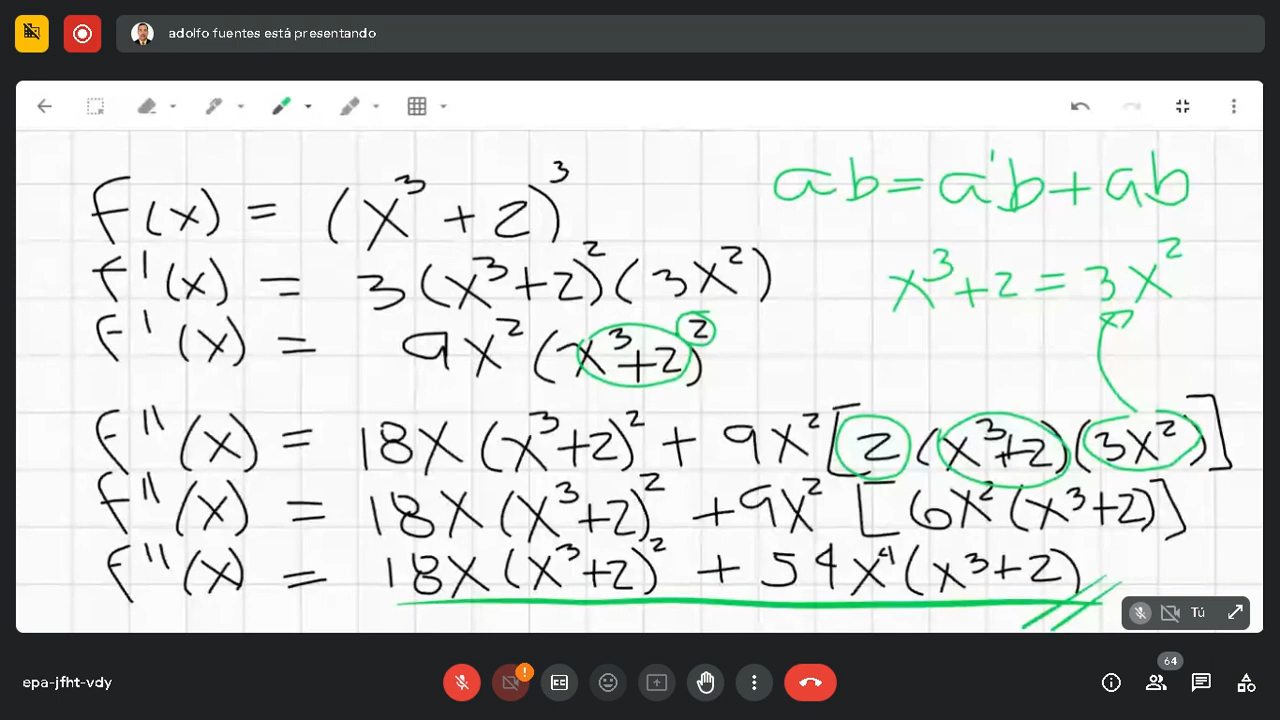 adolfo fuentes está presentando
ab = a'b + ab
f(x) = (x³ + 2)³
f'(x) = 3(x³+2)²(3x²)
x³+2 = 3x²
f'(x) = 9x²(x³+2)²
f''(x) = 18x(x³+2)² + 9x²[2(x³+2)(3x²)]
f''(x) = 18x(x³+2)² + 9x²[6x²(x³+2)]
f''(x) = 18x(x³+2)² + 54x⁴(x³+2)
Tú
epa-jfht-vdy
64